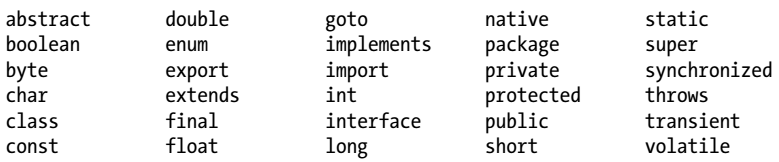 abstract double goto native static
boolean enum implements package super
byte export import private synchronized
char extends int protected throws
class final interface public transient
const float long short volatile